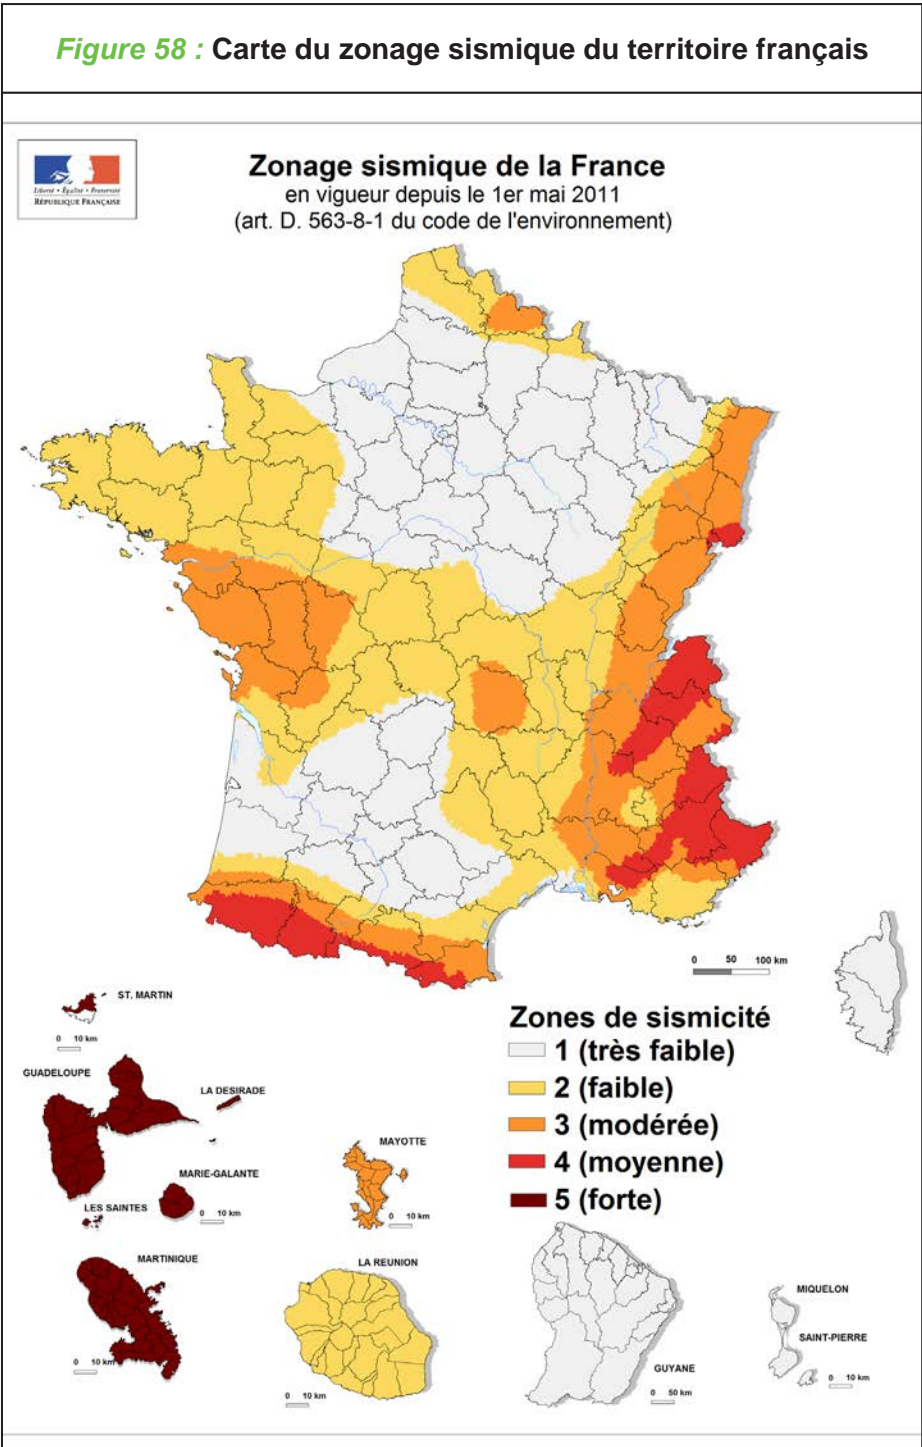 Figure 58 : Carte du zonage sismique du territoire français
Liberté • Égalité • Fraternité
RÉPUBLIQUE FRANÇAISE
Zonage sismique de la France
en vigueur depuis le 1er mai 2011
(art. D. 563-8-1 du code de l'environnement)
0 50 100 km
ST. MARTIN
0 10 km
GUADELOUPE
LA DESIRADE
MARIE-GALANTE
0 10 km
LES SAINTES
MAYOTTE
0 10 km
Zones de sismicité
1 (très faible)
2 (faible)
3 (modérée)
4 (moyenne)
5 (forte)
MARTINIQUE
0 10 km
LA REUNION
0 10 km
GUYANE
0 50 km
MIQUELON
SAINT-PIERRE
0 10 km